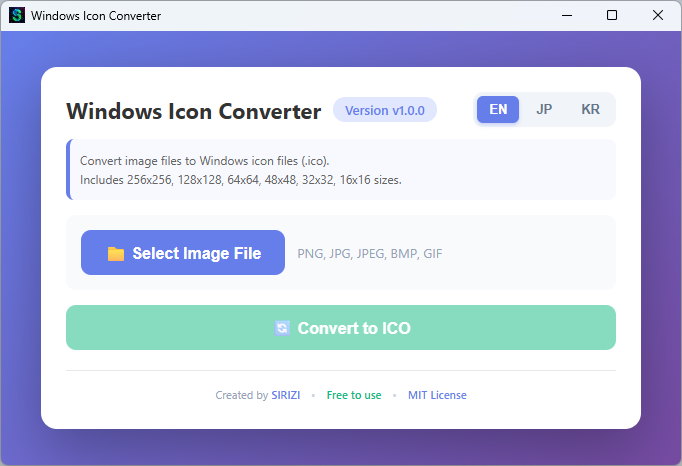 Windows Icon Converter
Windows Icon Converter
Version v1.0.0
EN
JP
KR
Convert image files to Windows icon files (.ico).
Includes 256x256, 128x128, 64x64, 48x48, 32x32, 16x16 sizes.
Select Image File
PNG, JPG, JPEG, BMP, GIF
Convert to ICO
Created by SIRIZI • Free to use • MIT License